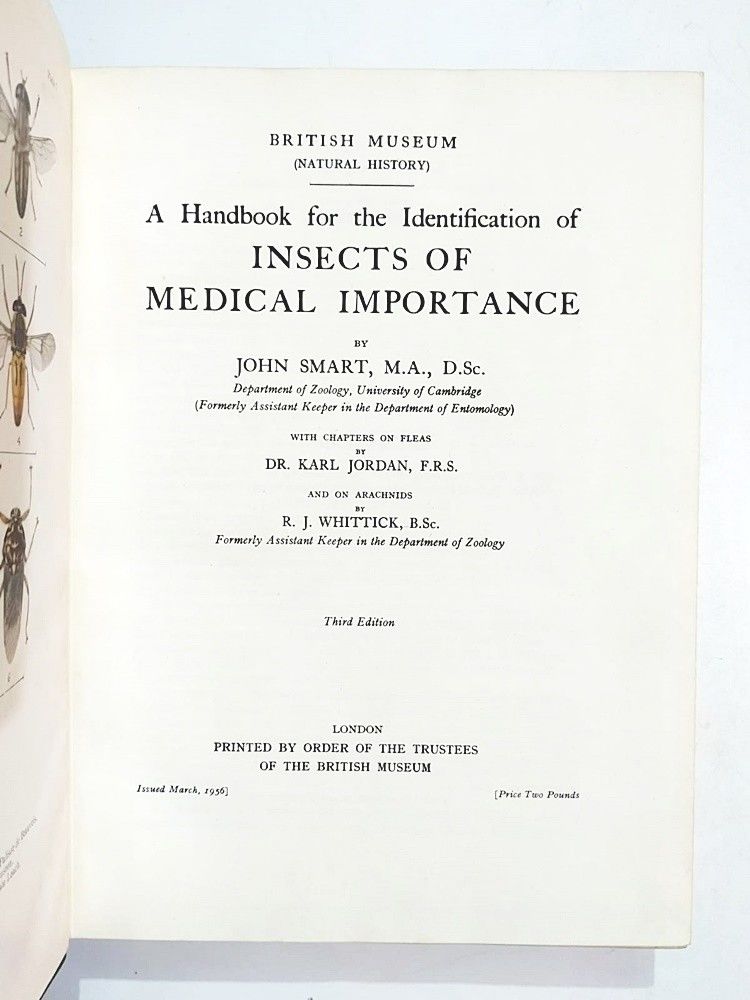 BRITISH MUSEUM
(NATURAL HISTORY)
A Handbook for the Identification of
INSECTS OF
MEDICAL IMPORTANCE
BY
JOHN SMART, M.A., D.Sc.
Department of Zoology, University of Cambridge
(Formerly Assistant Keeper in the Department of Entomology)
WITH CHAPTERS ON FLEAS
BY
DR. KARL JORDAN, F.R.S.
AND ON ARACHNIDS
BY
R. J. WHITTICK, B.Sc.
Formerly Assistant Keeper in the Department of Zoology
Third Edition
LONDON
PRINTED BY ORDER OF THE TRUSTEES
OF THE BRITISH MUSEUM
Issued March, 1956]
[Price Two Pounds
2
4
6